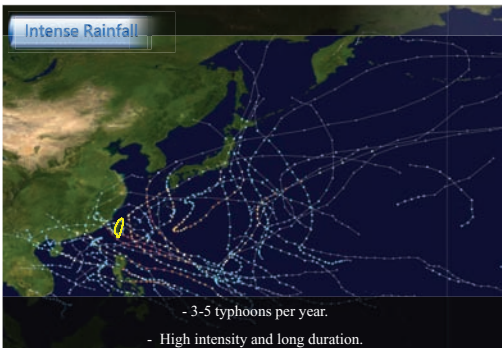 Intense Rainfall
- 3-5 typhoons per year.
- High intensity and long duration.